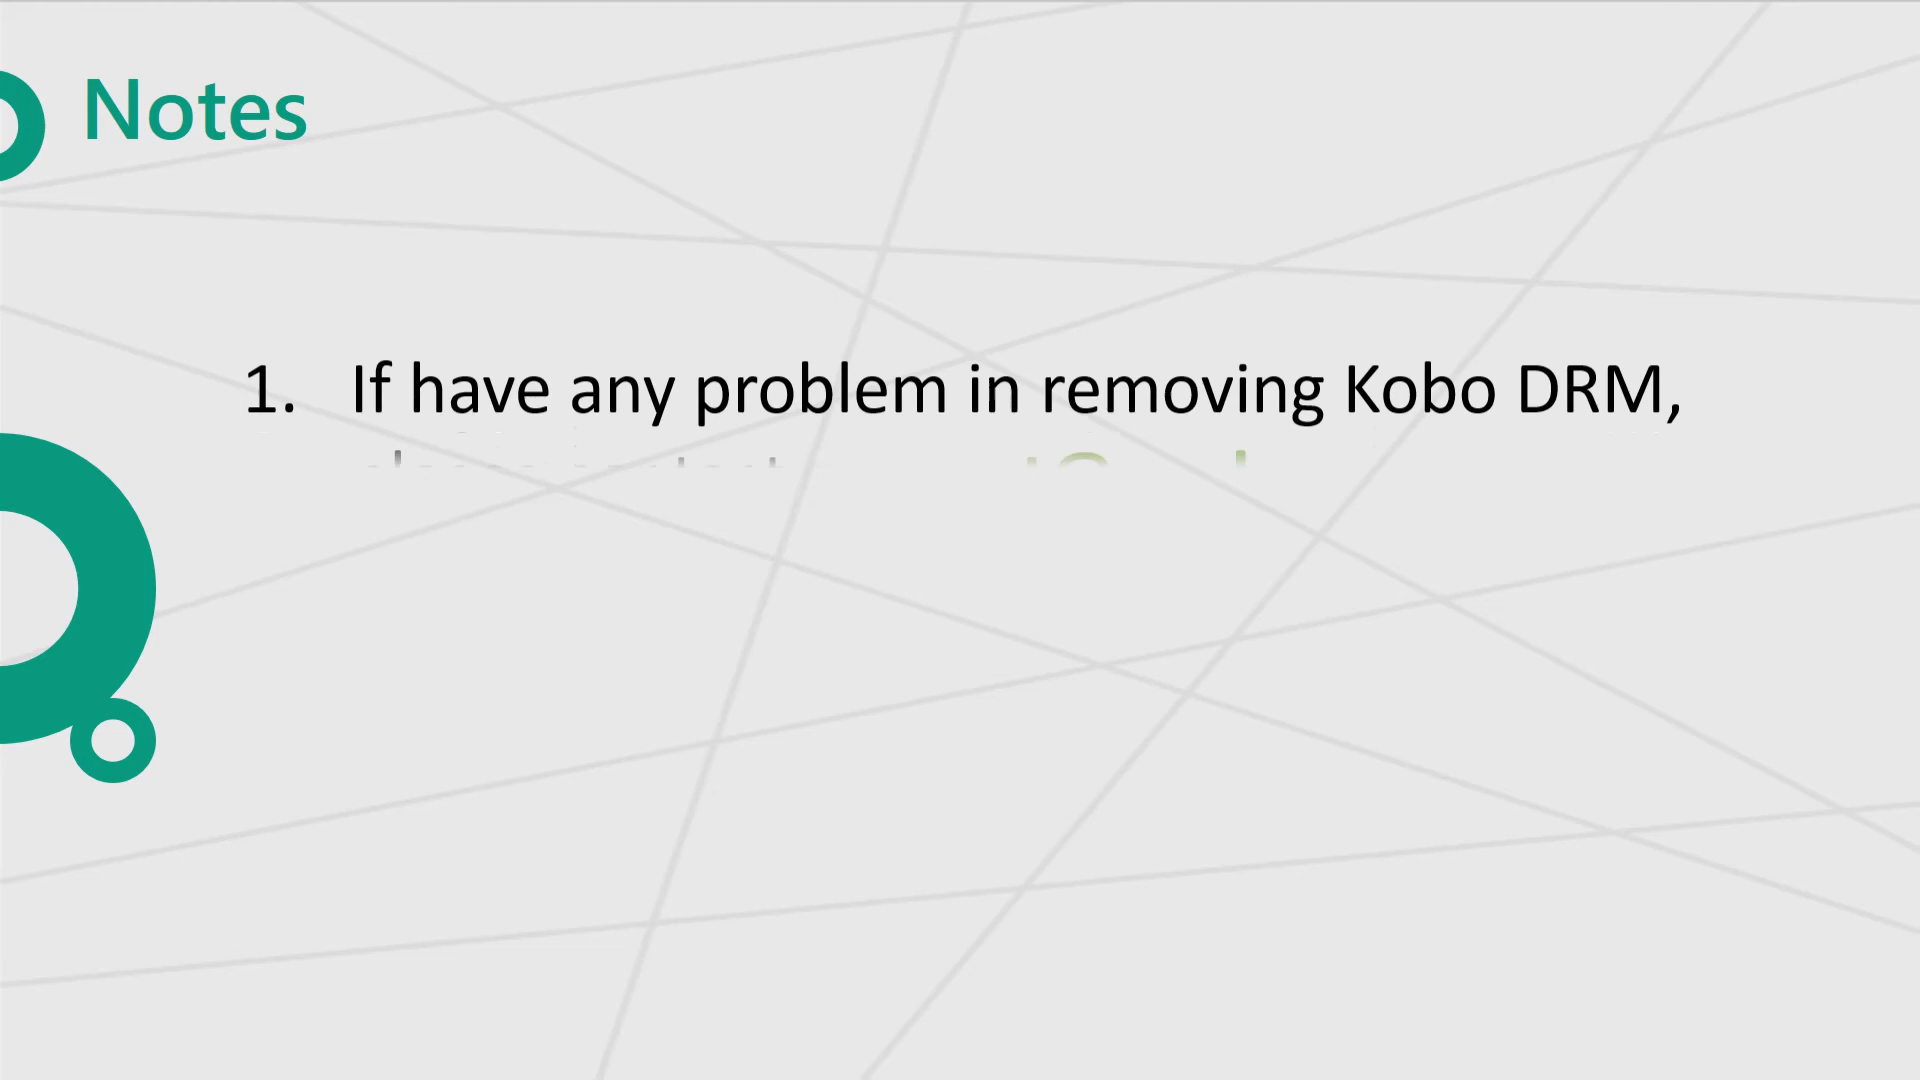 Notes
1. If have any problem in removing Kobo DRM,